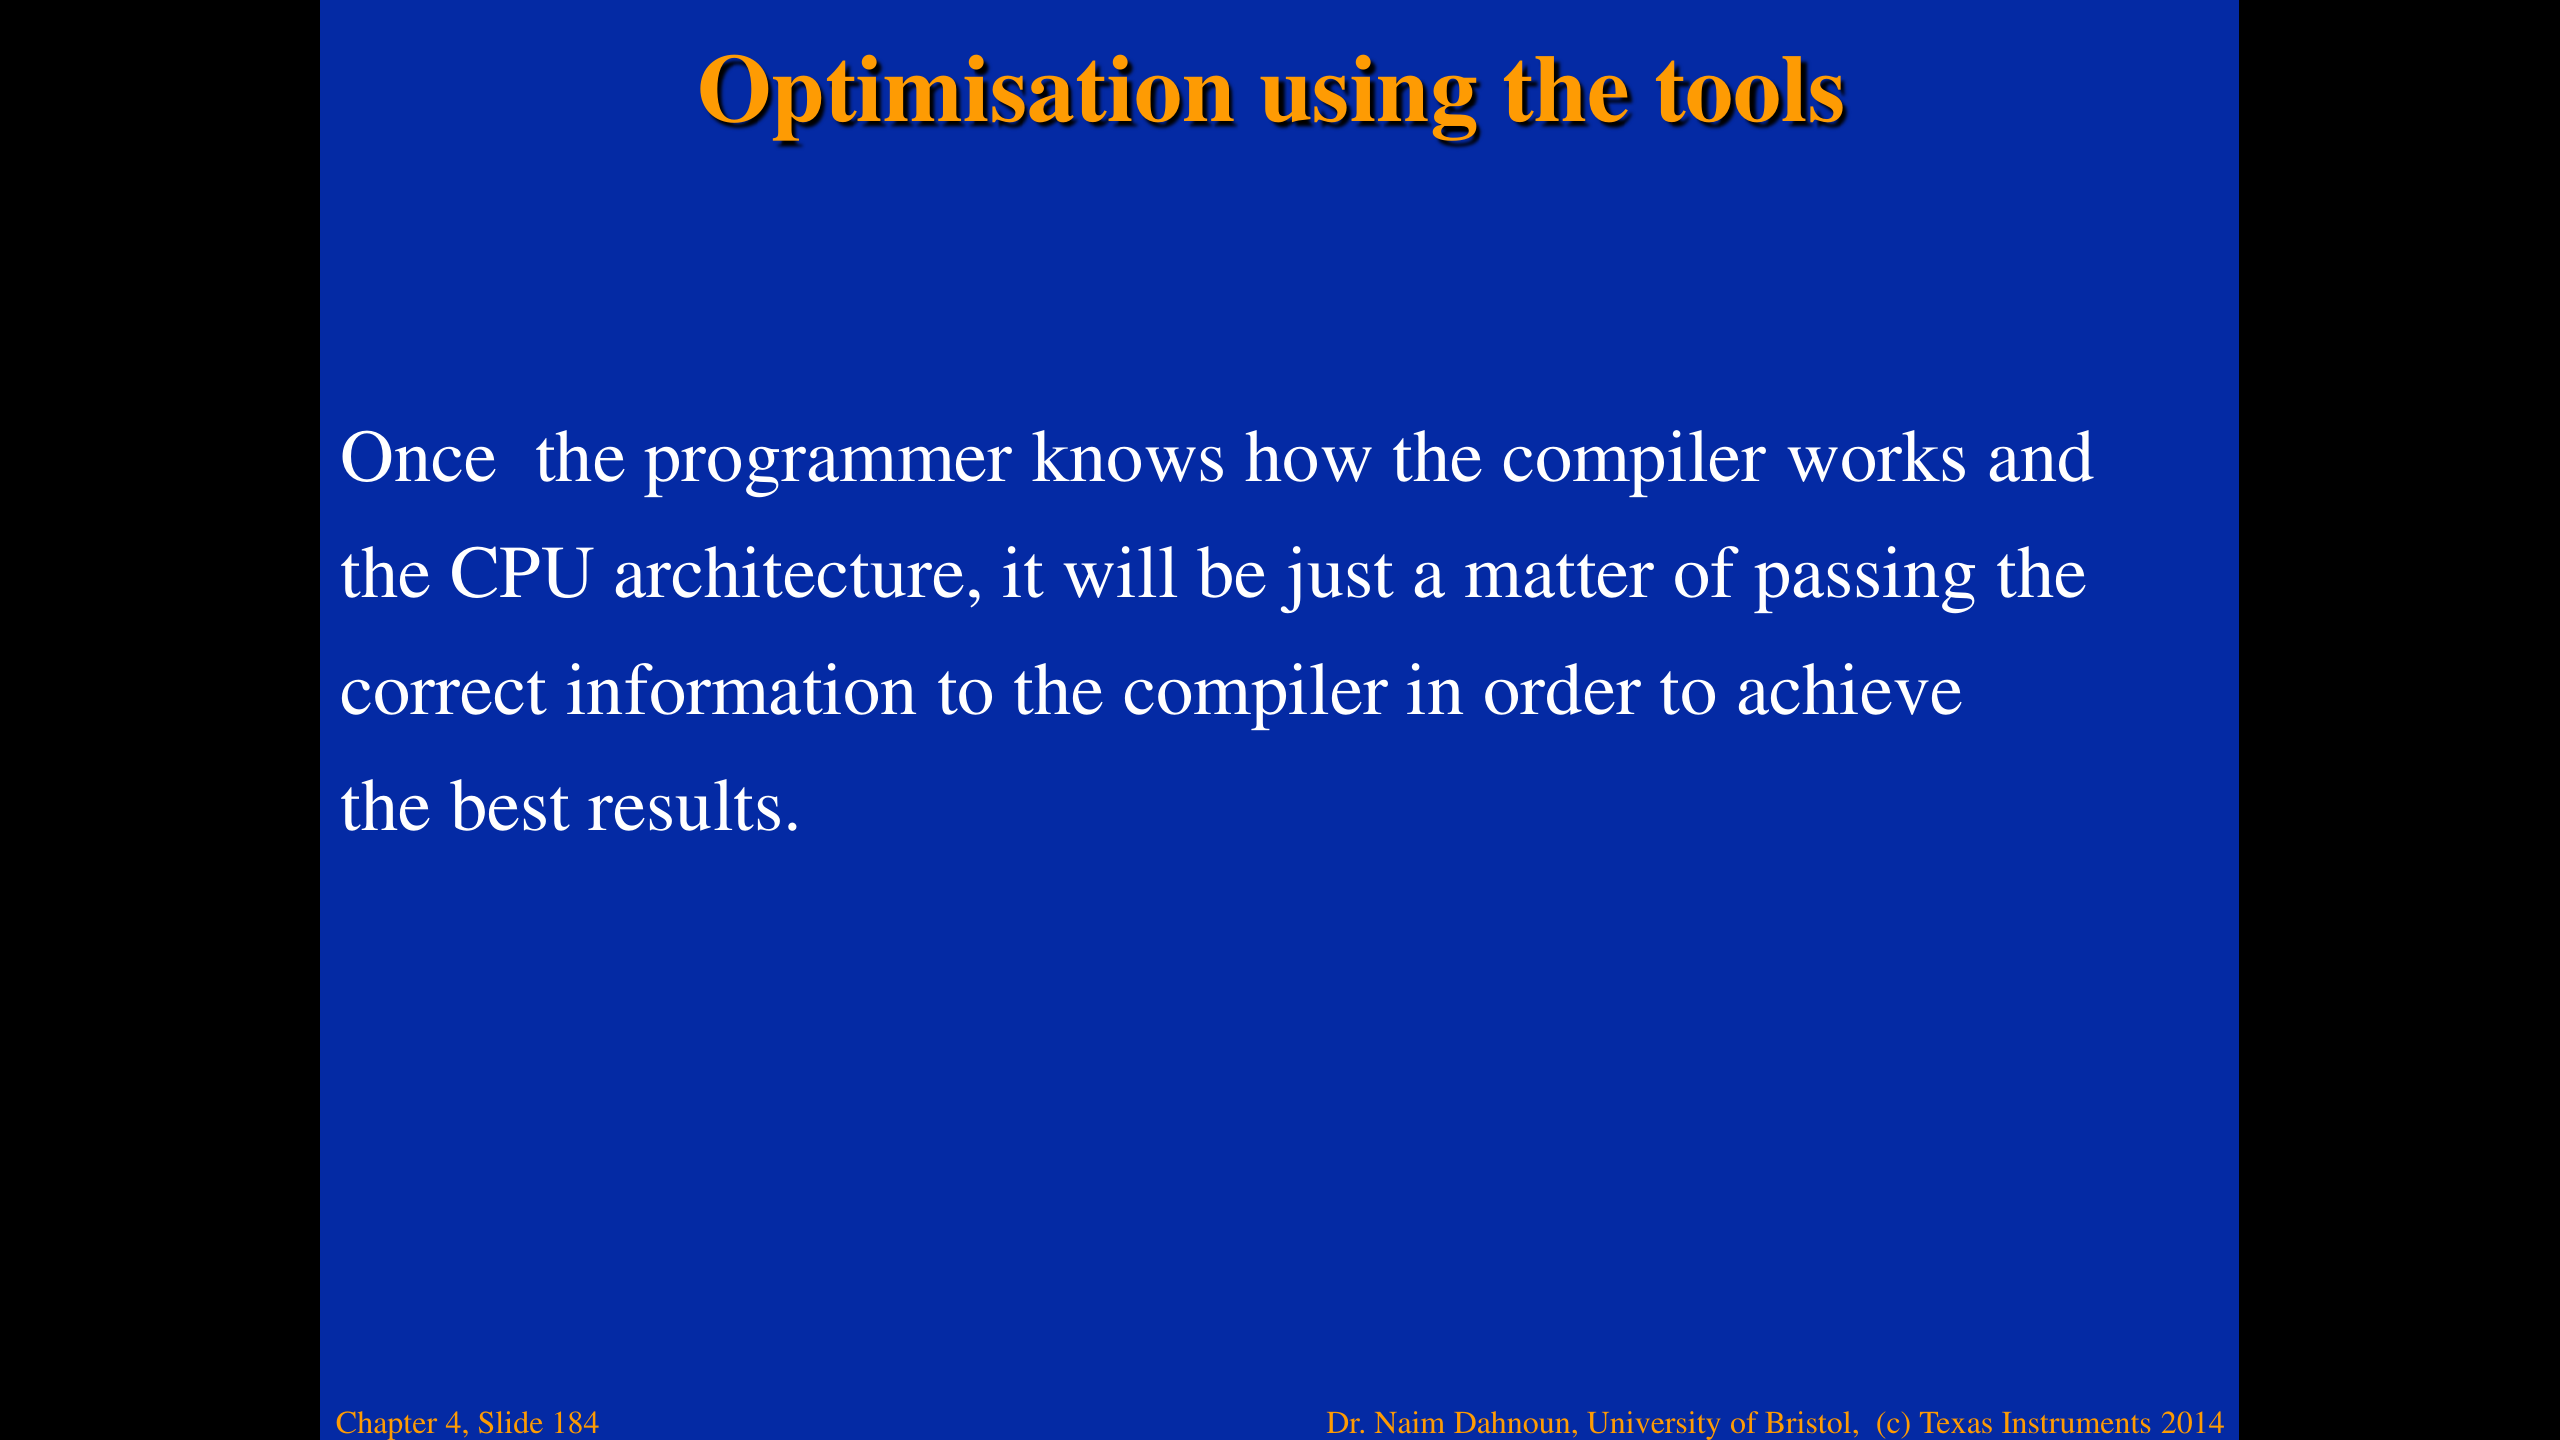 Optimisation using the tools
Once  the programmer knows how the compiler works and
the CPU architecture, it will be just a matter of passing the
correct information to the compiler in order to achieve
the best results.
Chapter 4, Slide 184
Dr. Naim Dahnoun, University of Bristol,  (c) Texas Instruments 2014